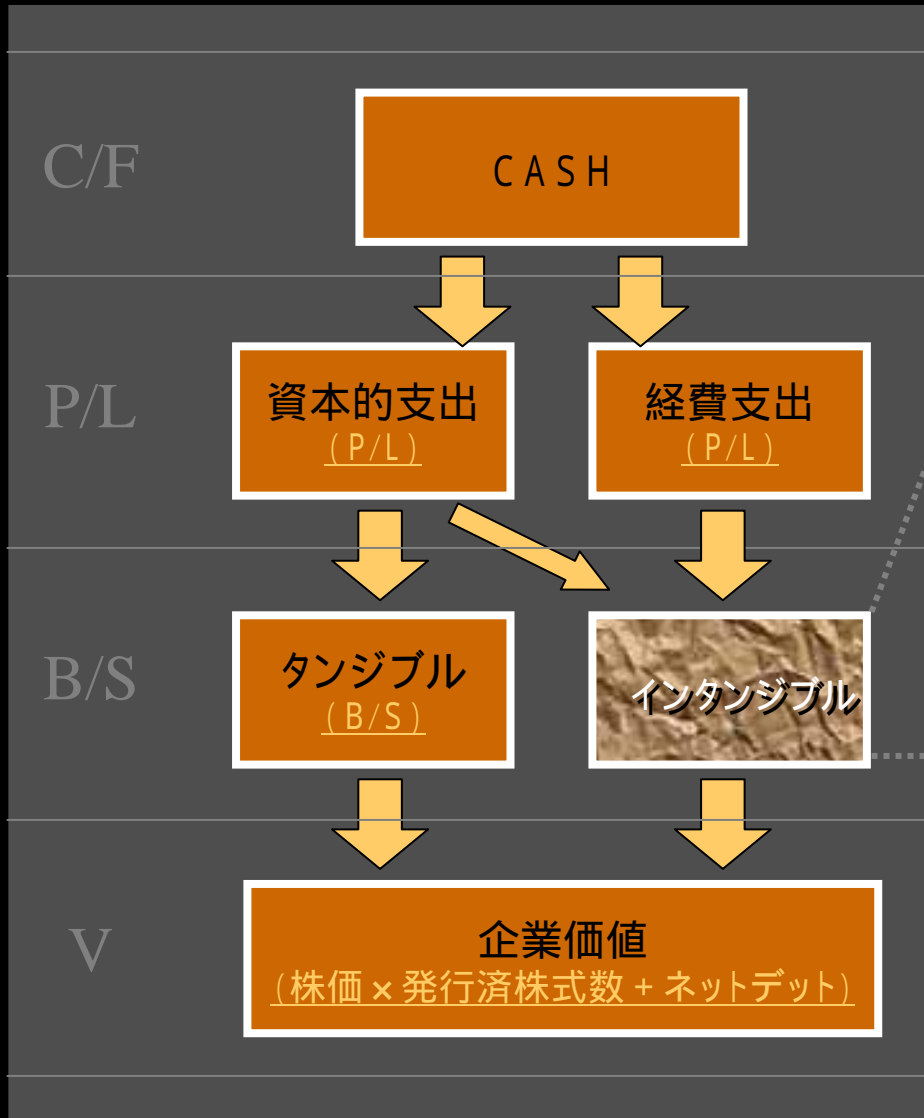 C/F
CASH
P/L
資本的支出
(P/L)
経費支出
(P/L)
B/S
タンジブル
(B/S)
インタンジブル
V
企業価値
(株価×発行済株式数+ネットデット)